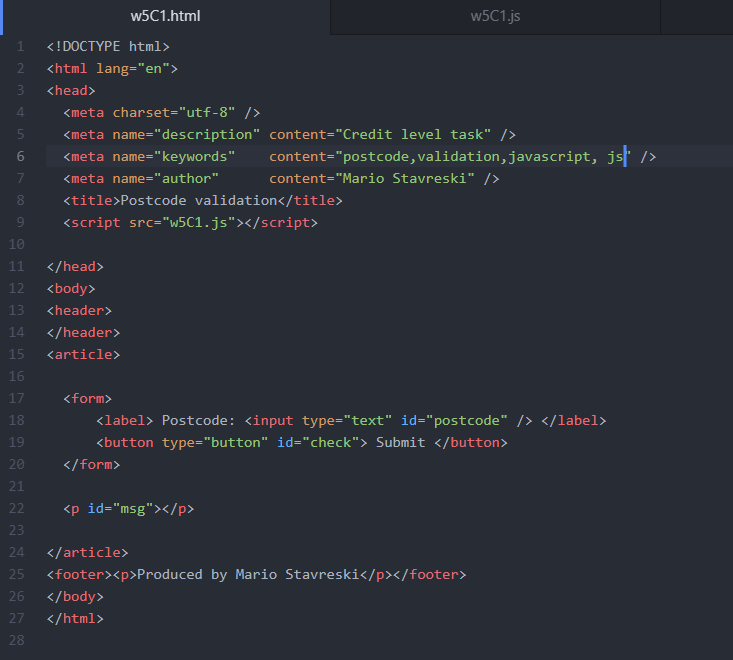 w5C1.html w5C1.js
1 <!DOCTYPE html>
2 <html lang="en">
3 <head>
4 <meta charset="utf-8" />
5 <meta name="description" content="Credit level task" />
6 <meta name="keywords" content="postcode,validation,javascript, js" />
7 <meta name="author" content="Mario Stavreski" />
8 <title>Postcode validation</title>
9 <script src="w5C1.js"></script>
10
11 </head>
12 <body>
13 <header>
14 </header>
15 <article>
16
17 <form>
18 <label> Postcode: <input type="text" id="postcode" /> </label>
19 <button type="button" id="check"> Submit </button>
20 </form>
21
22 <p id="msg"></p>
23
24 </article>
25 <footer><p>Produced by Mario Stavreski</p></footer>
26 </body>
27 </html>
28